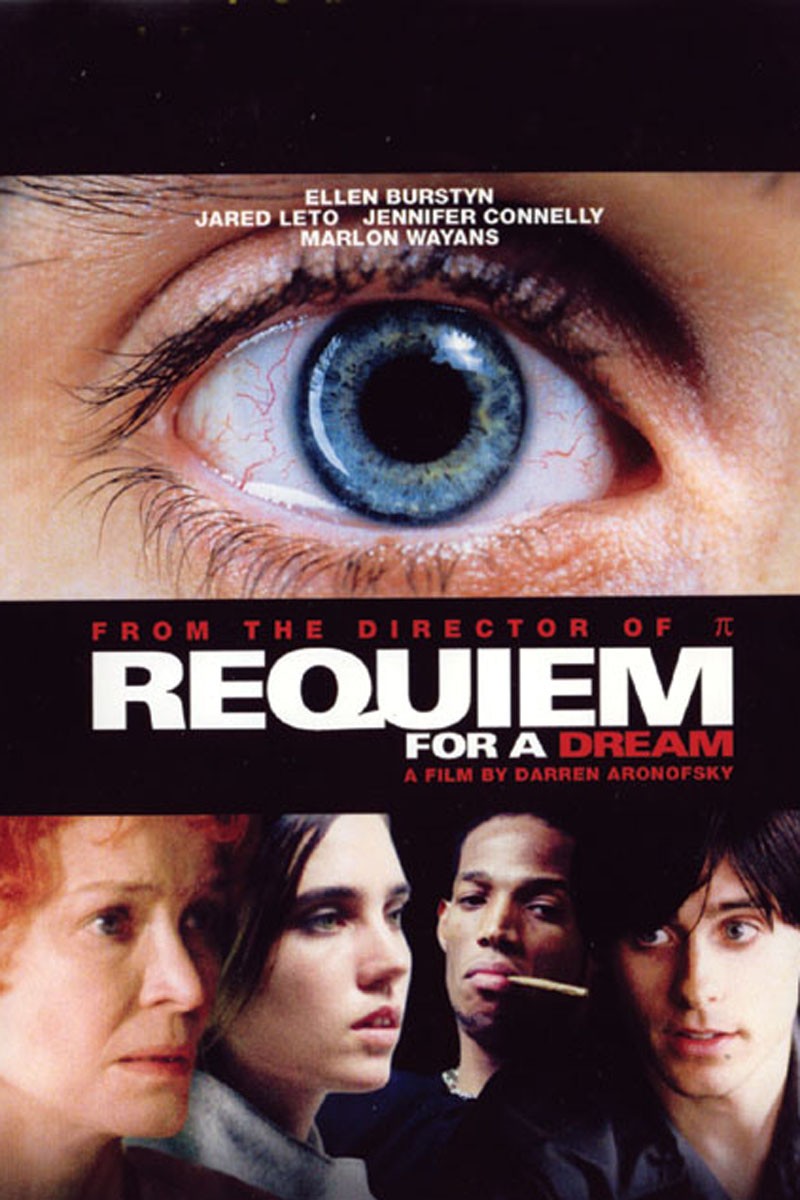 ELLEN BURSTYN
JARED LETO JENNIFER CONNELLY
MARLON WAYANS
FROM THE DIRECTOR OF π
REQUIEM
FOR A DREAM
A FILM BY DARREN ARONOFSKY